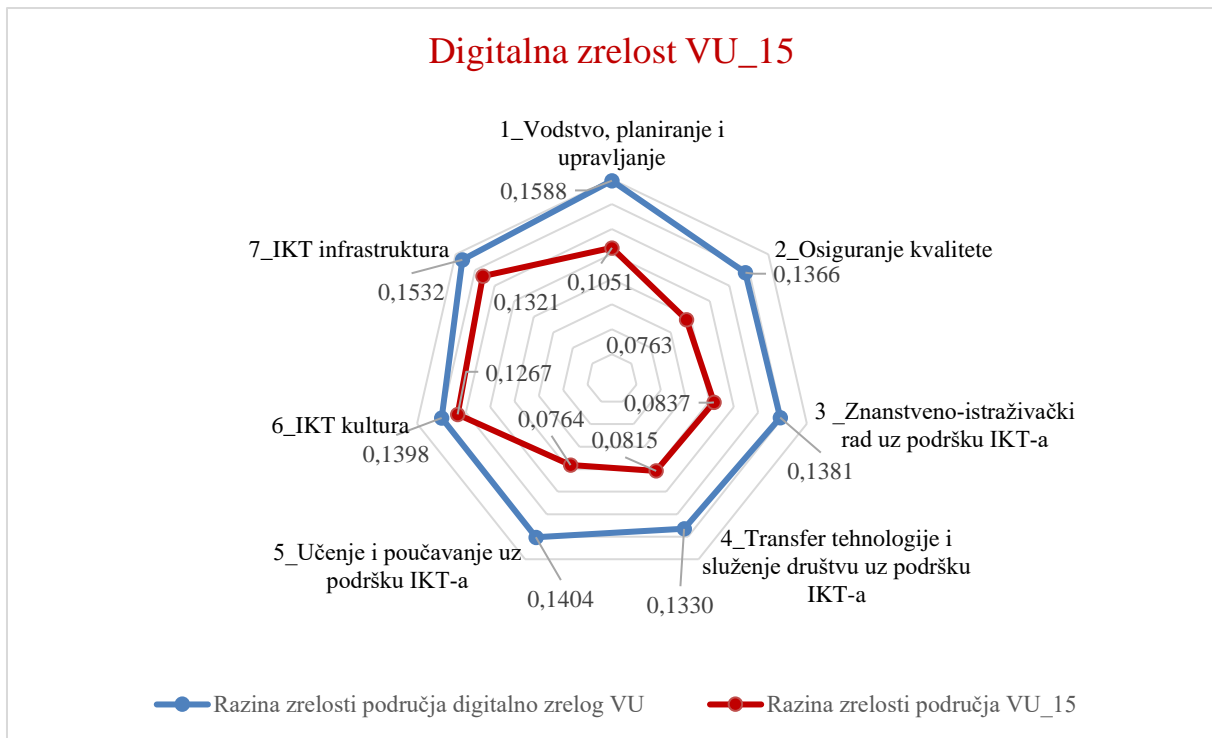 Digitalna zrelost VU_15
1_Vodstvo, planiranje i
upravljanje
0,1588
7_IKT infrastruktura
2_Osiguranje kvalitete
0,1051
0,1366
0,1532
0,1321
0,0763
0,1267
0,0837
3 _Znanstveno-istraživački
rad uz podršku IKT-a
6_IKT kultura
0,0764
0,0815
0,1398
0,1381
4_Transfer tehnologije i
služenje društvu uz podršku
IKT-a
5_Učenje i poučavanje uz
podršku IKT-a
0,1404
0,1330
Razina zrelosti područja digitalno zrelog VU
Razina zrelosti područja VU_15